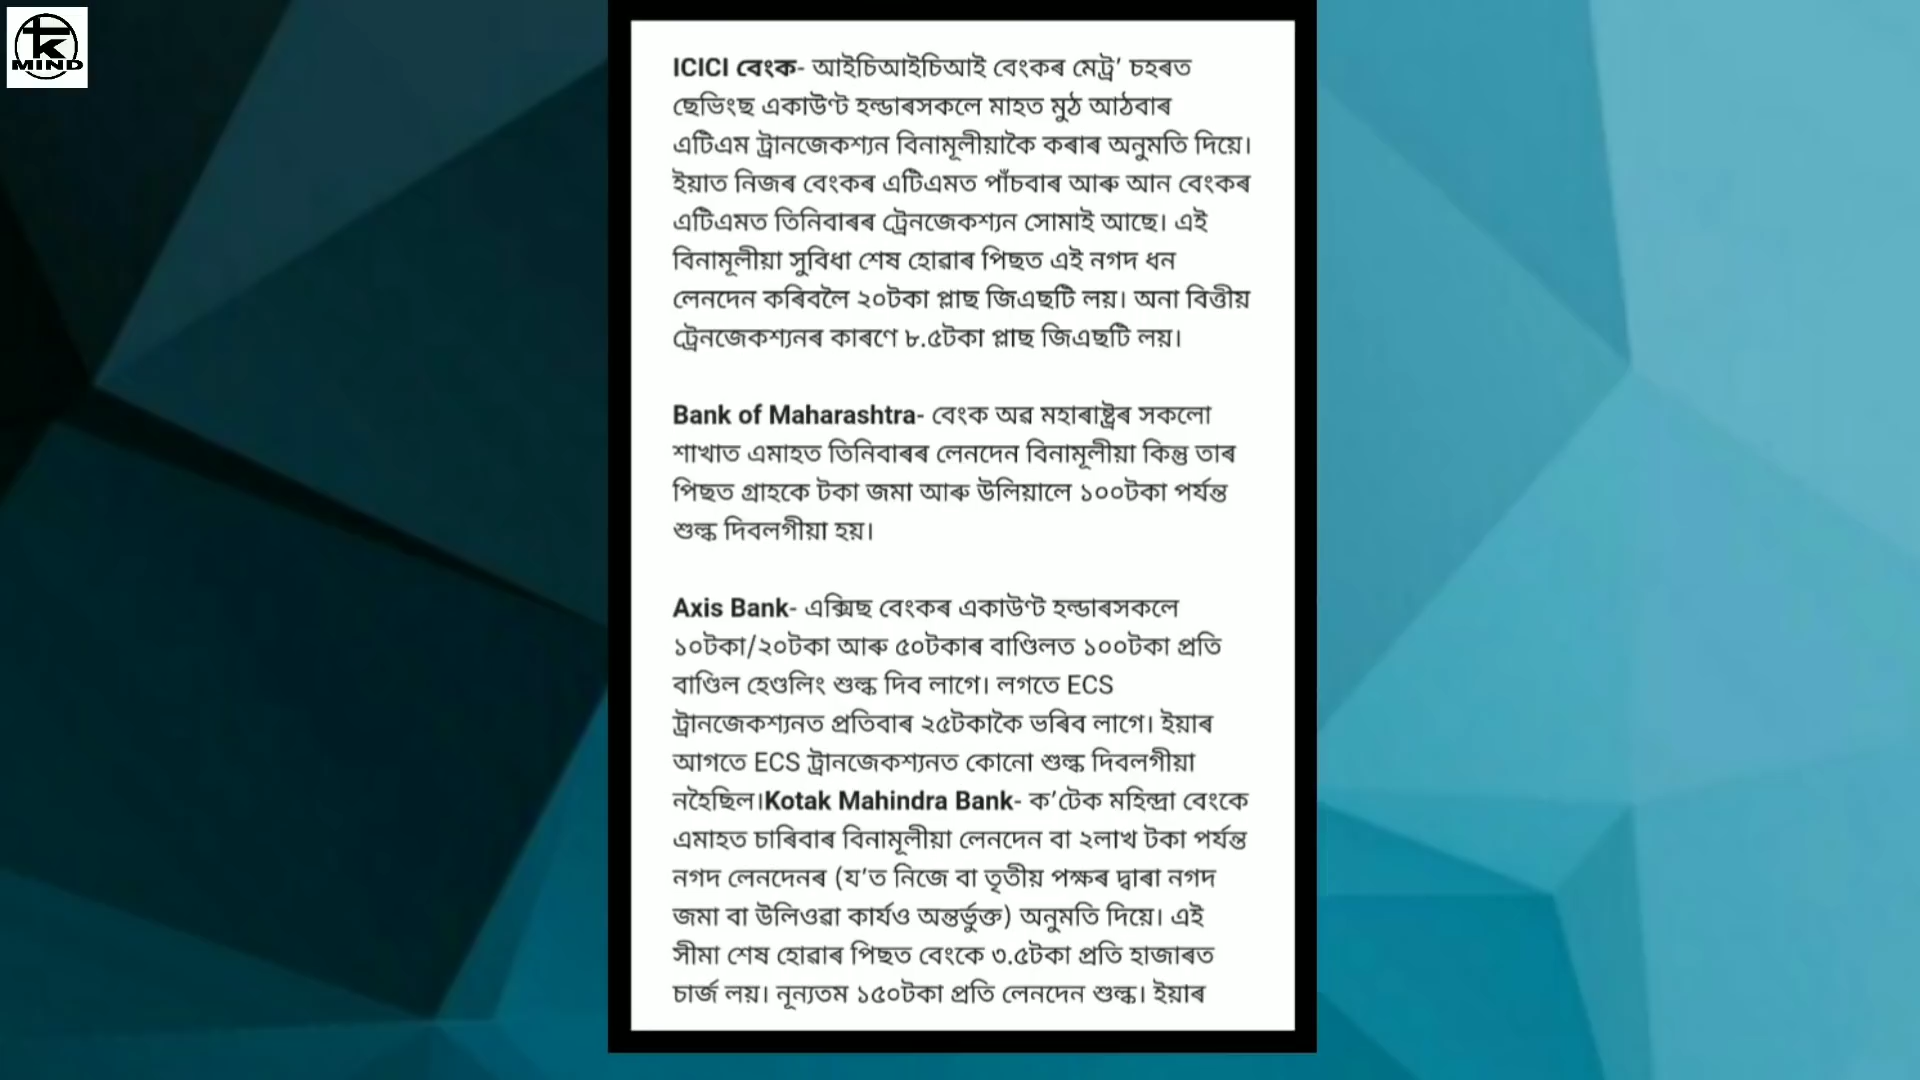 K
MIND
ICICI বেংক- আইচিআইচিআই বেংকৰ মেট্ৰ’ চহৰত
ছেভিংছ একাউণ্ট হল্ডাৰসকলে মাহত মুঠ আঠবাৰ
এটিএম ট্ৰানজেকশ্যন বিনামূলীয়াকৈ কৰাৰ অনুমতি দিয়ে।
ইয়াত নিজৰ বেংকৰ এটিএমত পাঁচবাৰ আৰু আন বেংকৰ
এটিএমত তিনিবাৰৰ ট্ৰেনজেকশ্যন সোমাই আছে। এই
বিনামূলীয়া সুবিধা শেষ হোৱাৰ পিছত এই নগদ ধন
লেনদেন কৰিবলৈ ২০টকা প্লাছ জিএছটি লয়। অনা বিত্তীয়
ট্ৰেনজেকশ্যনৰ কাৰণে ৮.৫টকা প্লাছ জিএছটি লয়।
Bank of Maharashtra- বেংক অৱ মহাৰাষ্ট্ৰৰ সকলো
শাখাত এমাহত তিনিবাৰৰ লেনদেন বিনামূলীয়া কিন্তু তাৰ
পিছত গ্ৰাহকে টকা জমা আৰু উলিয়ালে ১০০টকা পৰ্যন্ত
শুল্ক দিবলগীয়া হয়।
Axis Bank- এক্সিছ বেংকৰ একাউণ্ট হল্ডাৰসকলে
১০টকা/২০টকা আৰু ৫০টকাৰ বাণ্ডিলত ১০০টকা প্ৰতি
বাণ্ডিল হেণ্ডলিং শুল্ক দিব লাগে। লগতে ECS
ট্ৰানজেকশ্যনত প্ৰতিবাৰ ২৫টকাকৈ ভৰিব লাগে। ইয়াৰ
আগতে ECS ট্ৰানজেকশ্যনত কোনো শুল্ক দিবলগীয়া
নহৈছিল।Kotak Mahindra Bank- ক’টেক মহিন্দ্ৰা বেংকে
এমাহত চাৰিবাৰ বিনামূলীয়া লেনদেন বা ২লাখ টকা পৰ্যন্ত
নগদ লেনদেনৰ (য’ত নিজে বা তৃতীয় পক্ষৰ দ্বাৰা নগদ
জমা বা উলিওৱা কাৰ্যও অন্তৰ্ভুক্ত) অনুমতি দিয়ে। এই
সীমা শেষ হোৱাৰ পিছত বেংকে ৩.৫টকা প্ৰতি হাজাৰত
চাৰ্জ লয়। নূন্যতম ১৫০টকা প্ৰতি লেনদেন শুল্ক। ইয়াৰ